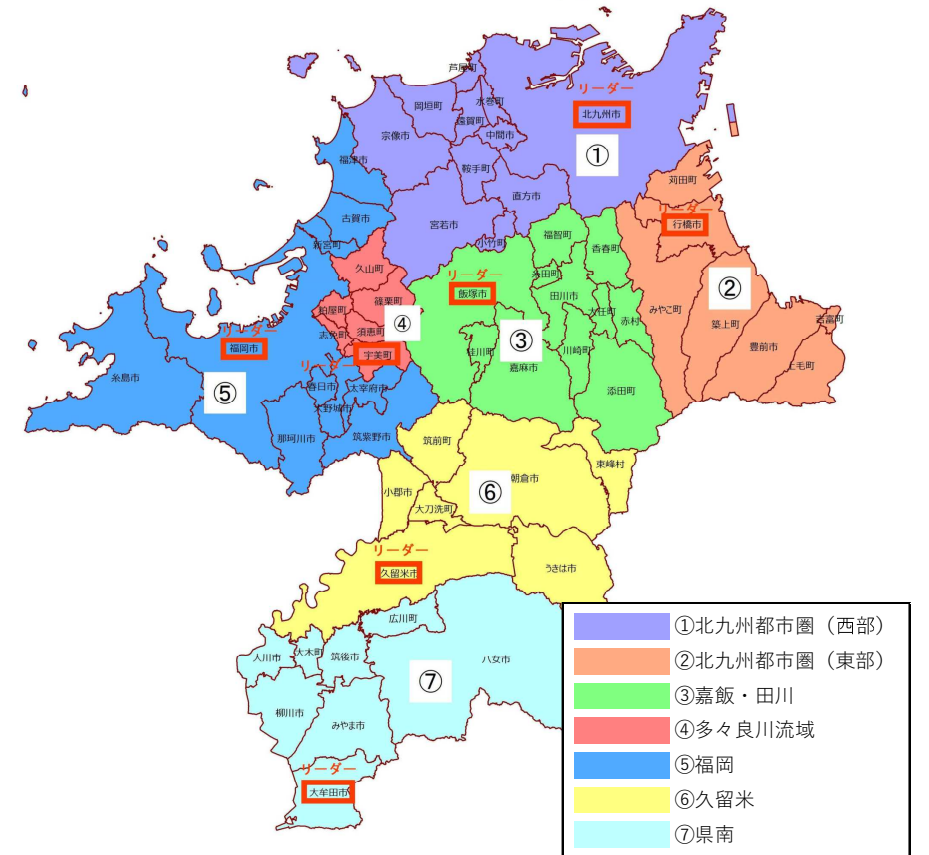 芦屋町
リーダー
岡垣町
水巻町
北九州市
遠賀町
宗像市
中間市
①
福津市
鞍手町
苅田町
直方市
古賀市
リーダー
宮若市
行橋市
福智町
小竹町
新宮町
香春町
久山町
リーダー
糸田町
飯塚市
田川市
②
篠栗町
粕屋町
大任町
みやこ町
吉富町
リーダー
志免町
須恵町
④
赤村
築上町
福岡市
③
豊前市
宇美町
桂川町
川崎町
リーダー
嘉麻市
上毛町
糸島市
⑤
春日市
太宰府市
添田町
大野城市
那珂川市
筑紫野市
筑前町
東峰村
朝倉市
小郡市
⑥
大刀洗町
リーダー
久留米市
うきは市
広川町
①北九州都市圏（西部）
大木町
大川市
筑後市
八女市
②北九州都市圏（東部）
⑦
③嘉飯・田川
柳川市
みやま市
④多々良川流域
リーダー
⑤福岡
大牟田市
⑥久留米
⑦県南